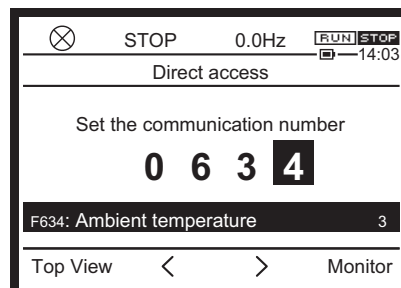 STOP 0.0Hz RUN STOP
14:03
Direct access
Set the communication number
0 6 3 4
F634: Ambient temperature 3
Top View < > Monitor